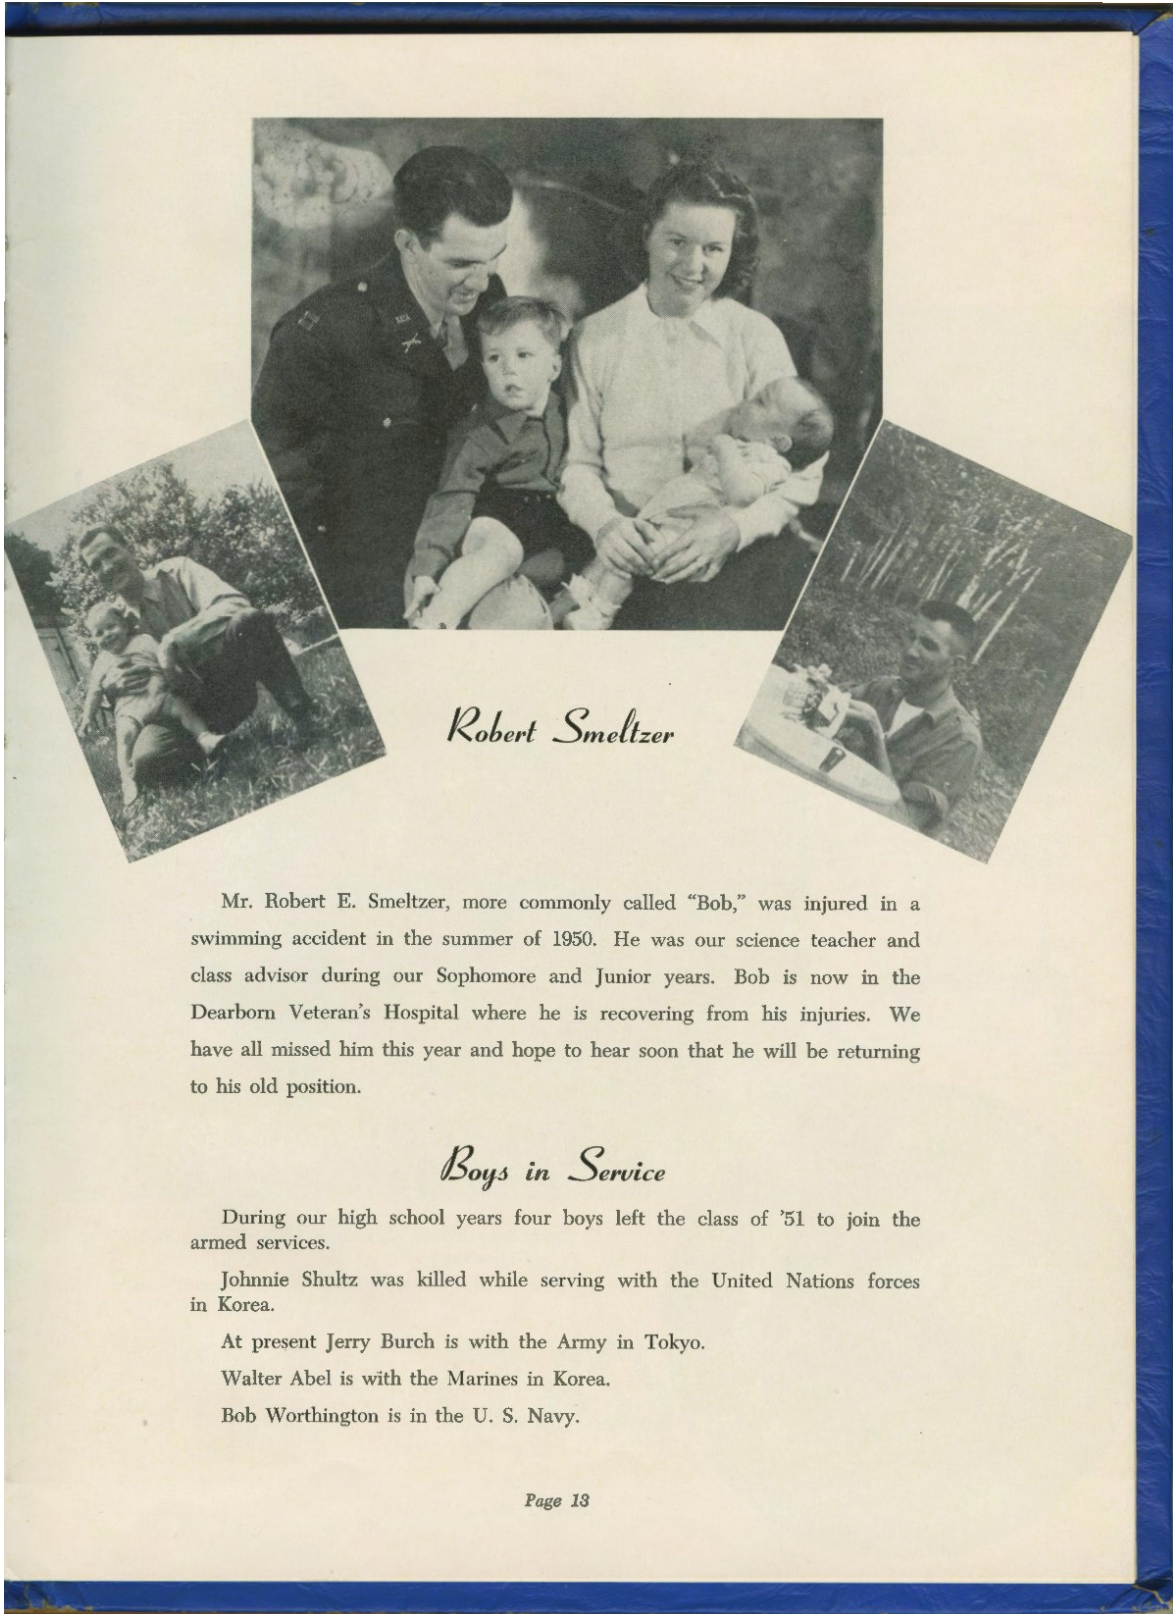 Robert Smeltzer
Mr. Robert E. Smeltzer, more commonly called “Bob,” was injured in a
swimming accident in the summer of 1950. He was our science teacher and
class advisor during our Sophomore and Junior years. Bob is now in the
Dearborn Veteran’s Hospital where he is recovering from his injuries. We
have all missed him this year and hope to hear soon that he will be returning
to his old position.
Boys in Service
During our high school years four boys left the class of ’51 to join the
armed services.
Johnnie Shultz was killed while serving with the United Nations forces
in Korea.
At present Jerry Burch is with the Army in Tokyo.
Walter Abel is with the Marines in Korea.
Bob Worthington is in the U. S. Navy.
Page 13